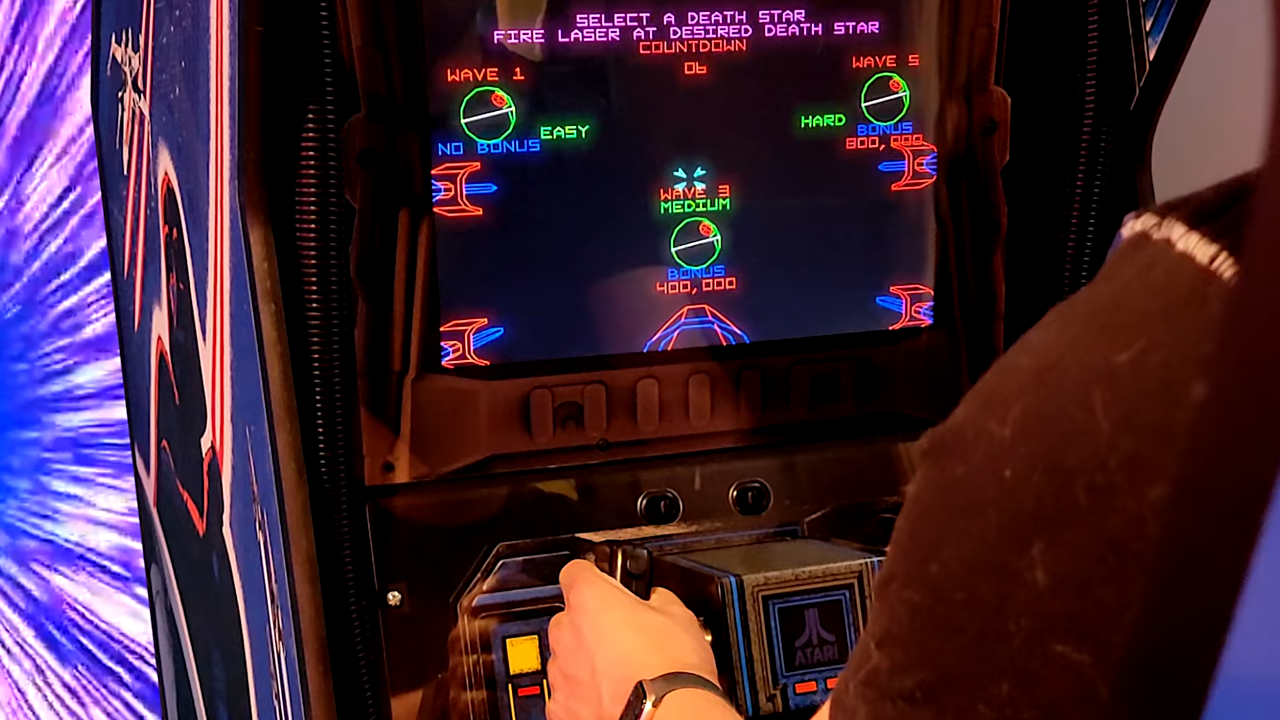 SELECT A DEATH STAR
FIRE LASER AT DESIRED DEATH STAR
COUNTDOWN
06
WAVE 1
EASY
NO BONUS
WAVE 5
HARD
BONUS
800,000
WAVE 3
MEDIUM
BONUS
400,000
ATARI